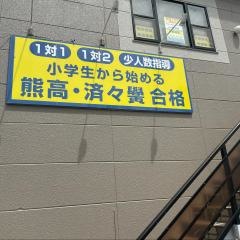 1対1 1対2 少人数指導
小学生から始める
熊高・済々黌 合格